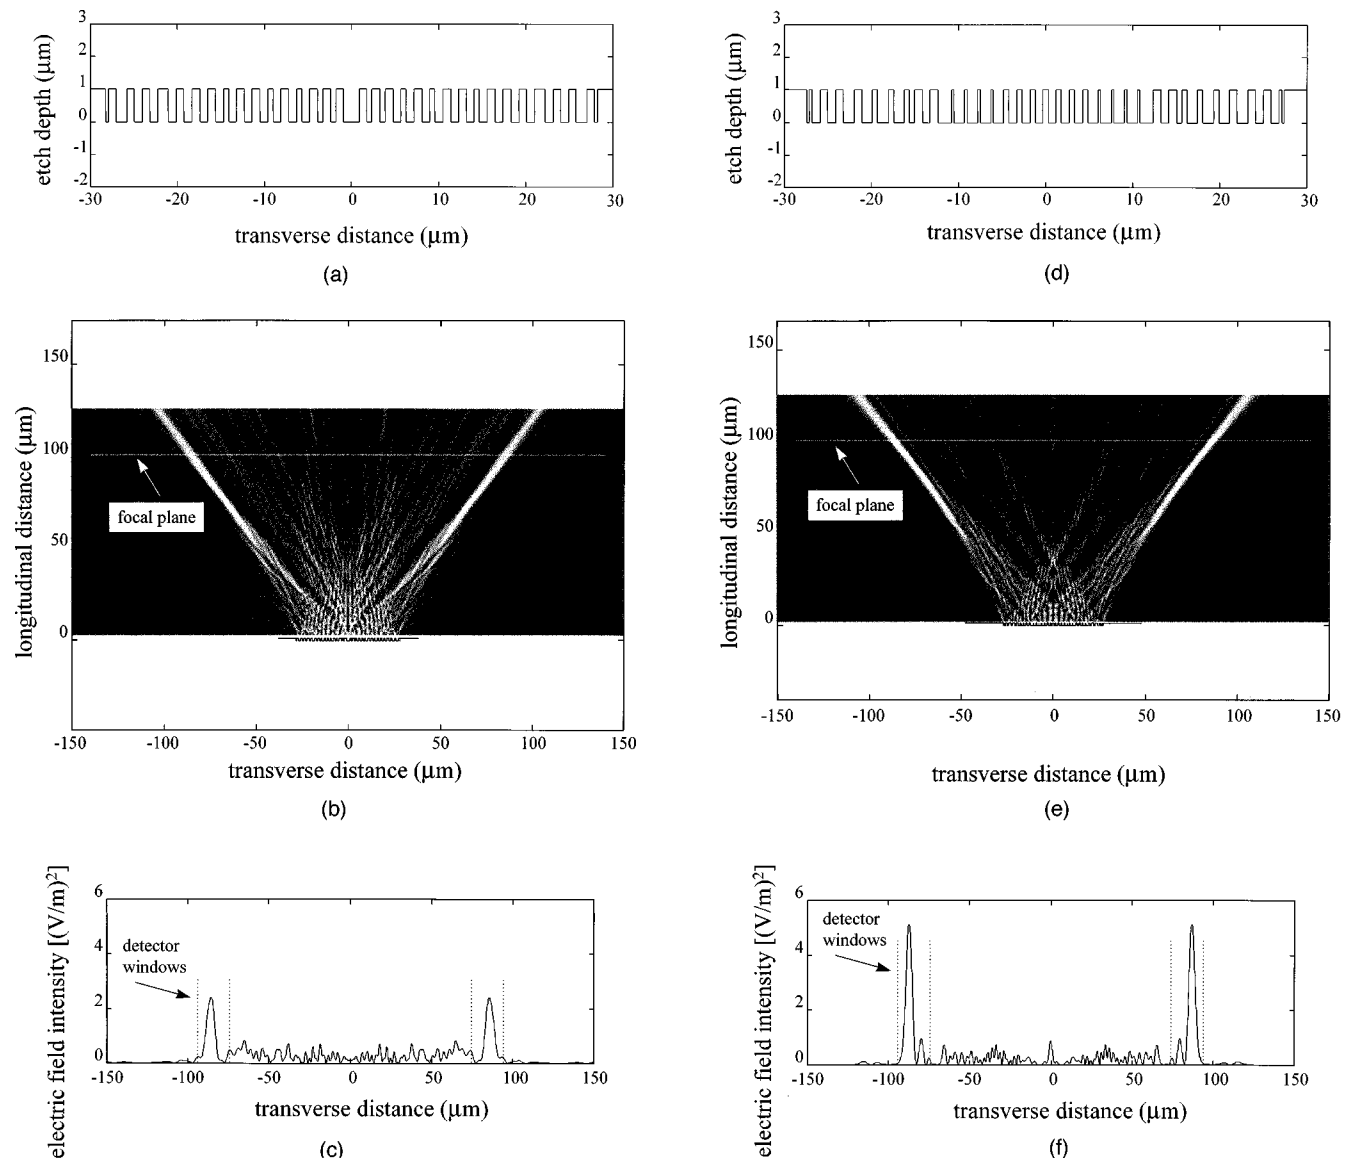 3
2
1
0
-1
-2
etch depth (μm)
-30 -20 -10 0 10 20 30
transverse distance (μm)
(a)
3
2
1
0
-1
-2
etch depth (μm)
-30 -20 -10 0 10 20 30
transverse distance (μm)
(d)
150
100
50
0
longitudinal distance (μm)
focal plane
-150 -100 -50 0 50 100 150
transverse distance (μm)
(b)
150
100
50
0
longitudinal distance (μm)
focal plane
-150 -100 -50 0 50 100 150
transverse distance (μm)
(e)
6
4
2
0
electric field intensity [(V/m)²]
detector
windows
-150 -100 -50 0 50 100 150
transverse distance (μm)
(c)
6
4
2
0
electric field intensity [(V/m)²]
detector
windows
-150 -100 -50 0 50 100 150
transverse distance (μm)
(f)